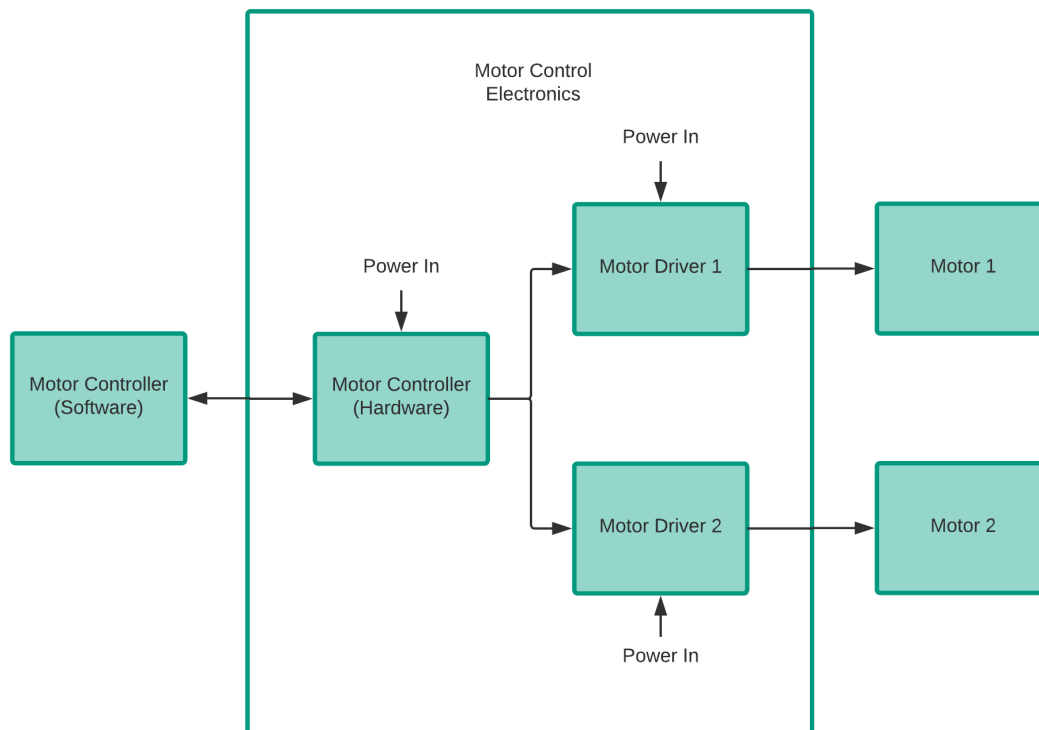 Motor Control
Electronics
Power In
Motor Driver 1
Motor 1
Power In
Motor Controller
(Software)
Motor Controller
(Hardware)
Motor Driver 2
Motor 2
Power In